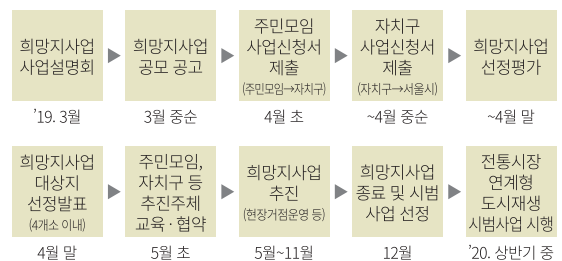 희망지사업
사업설명회
희망지사업
공모 공고
주민모임
사업신청서
제출
(주민모임→자치구)
자치구
사업신청서
제출
(자치구→서울시)
희망지사업
선정평가
’19. 3월
3월 중순
4월 초
~4월 중순
~4월 말
희망지사업
대상지
선정발표
(4개소 이내)
주민모임,
자치구 등
추진주체
교육·협약
희망지사업
추진
(현장거점운영 등)
희망지사업
종료 및 시범
사업 선정
전통시장
연계형
도시재생
시범사업 시행
4월 말
5월 초
5월~11월
12월
’20. 상반기 중